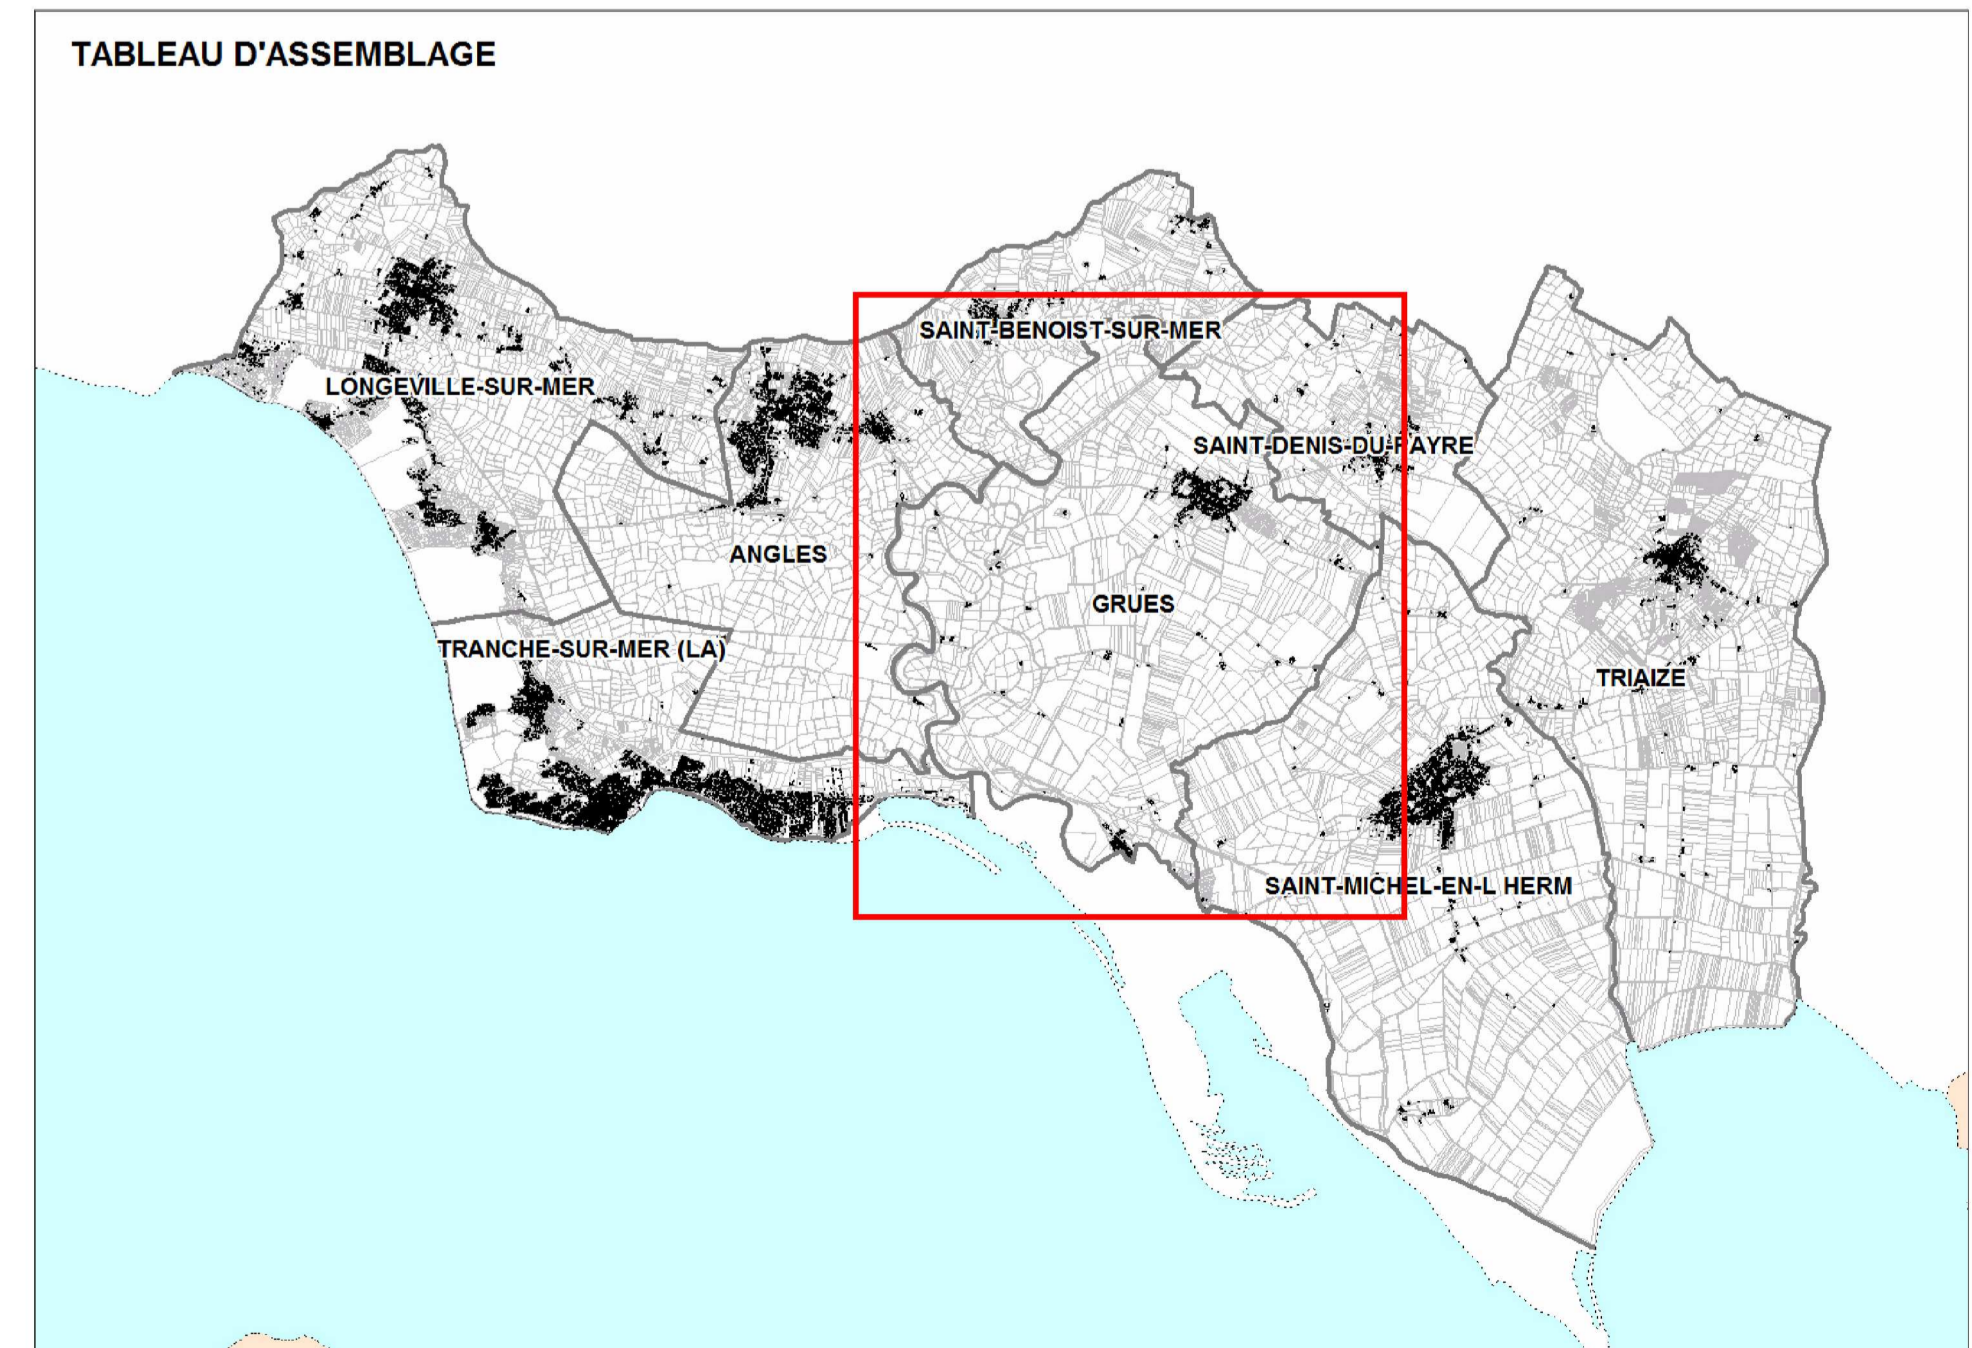 TABLEAU D'ASSEMBLAGE
SAINT-BENOIST-SUR-MER
LONGEVILLE-SUR-MER
SAINT-DENIS-DU-PAYRE
ANGLES
GRUES
TRANCHE-SUR-MER (LA)
TRIAIZE
SAINT-MICHEL-EN-L HERM